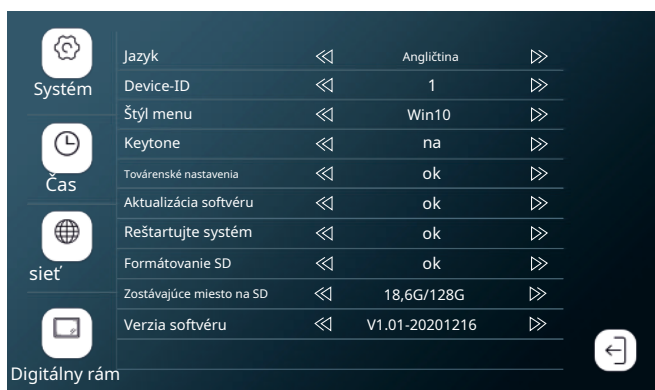 Systém
Čas
sieť
Digitálny rám
Jazyk Angličtina
Device-ID 1
Štýl menu Win10
Keytone na
Továrenské nastavenia ok
Aktualizácia softvéru ok
Reštartujte systém ok
Formátovanie SD ok
Zostávajúce miesto na SD 18,6G/128G
Verzia softvéru V1.01-20201216